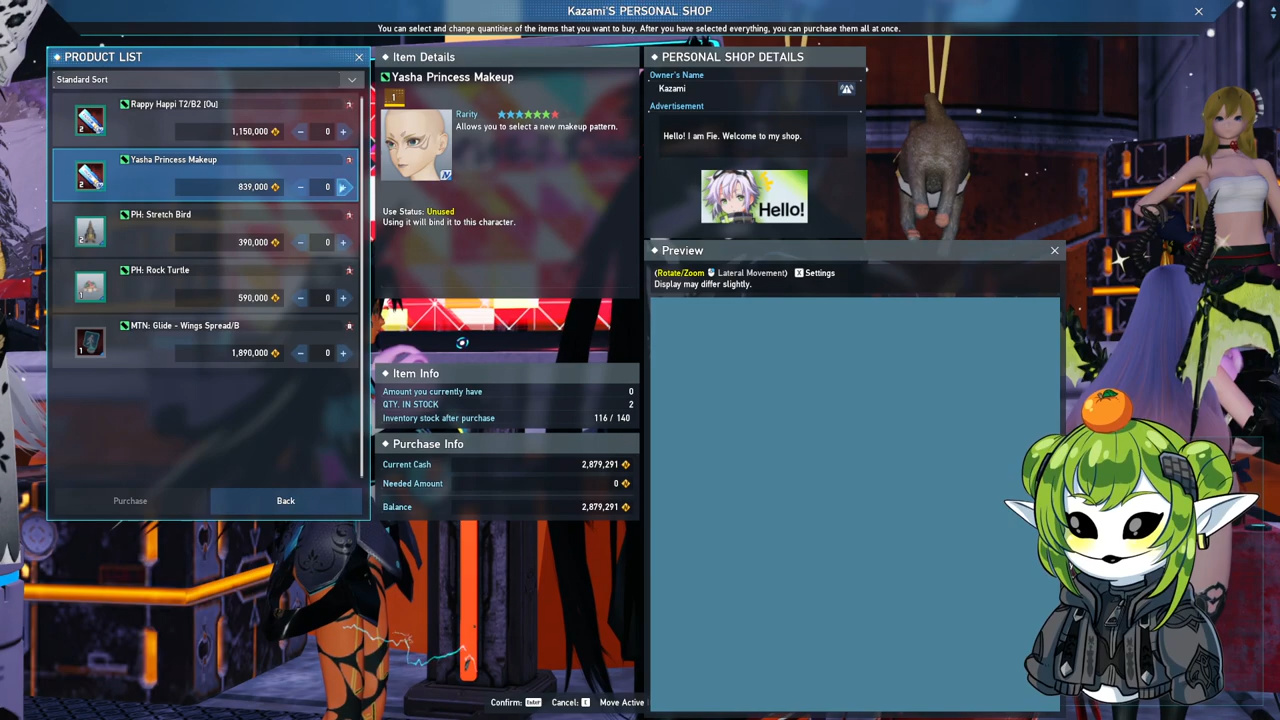 Kazami'S PERSONAL SHOP
You can select and change quantities of the items that you want to buy. After you have selected everything, you can purchase them all at once.
PRODUCT LIST
Standard Sort
Rappy Happi T2/B2 [Ou]
2
1,150,000
0
Yasha Princess Makeup
2
839,000
0
PH: Stretch Bird
2
390,000
0
PH: Rock Turtle
1
590,000
0
MTN: Glide - Wings Spread/B
1
1,890,000
0
Purchase
Back
Item Details
Yasha Princess Makeup
1
Rarity
Allows you to select a new makeup pattern.
Use Status: Unused
Using it will bind it to this character.
Item Info
Amount you currently have 0
QTY. IN STOCK 2
Inventory stock after purchase 116 / 140
Purchase Info
Current Cash 2,879,291
Needed Amount 0
Balance 2,879,291
PERSONAL SHOP DETAILS
Owner's Name
Kazami
Advertisement
Hello! I am Fie. Welcome to my shop.
Hello!
Preview
(Rotate/Zoom Lateral Movement) X Settings
Display may differ slightly.
Confirm: Enter Cancel: E Move Active